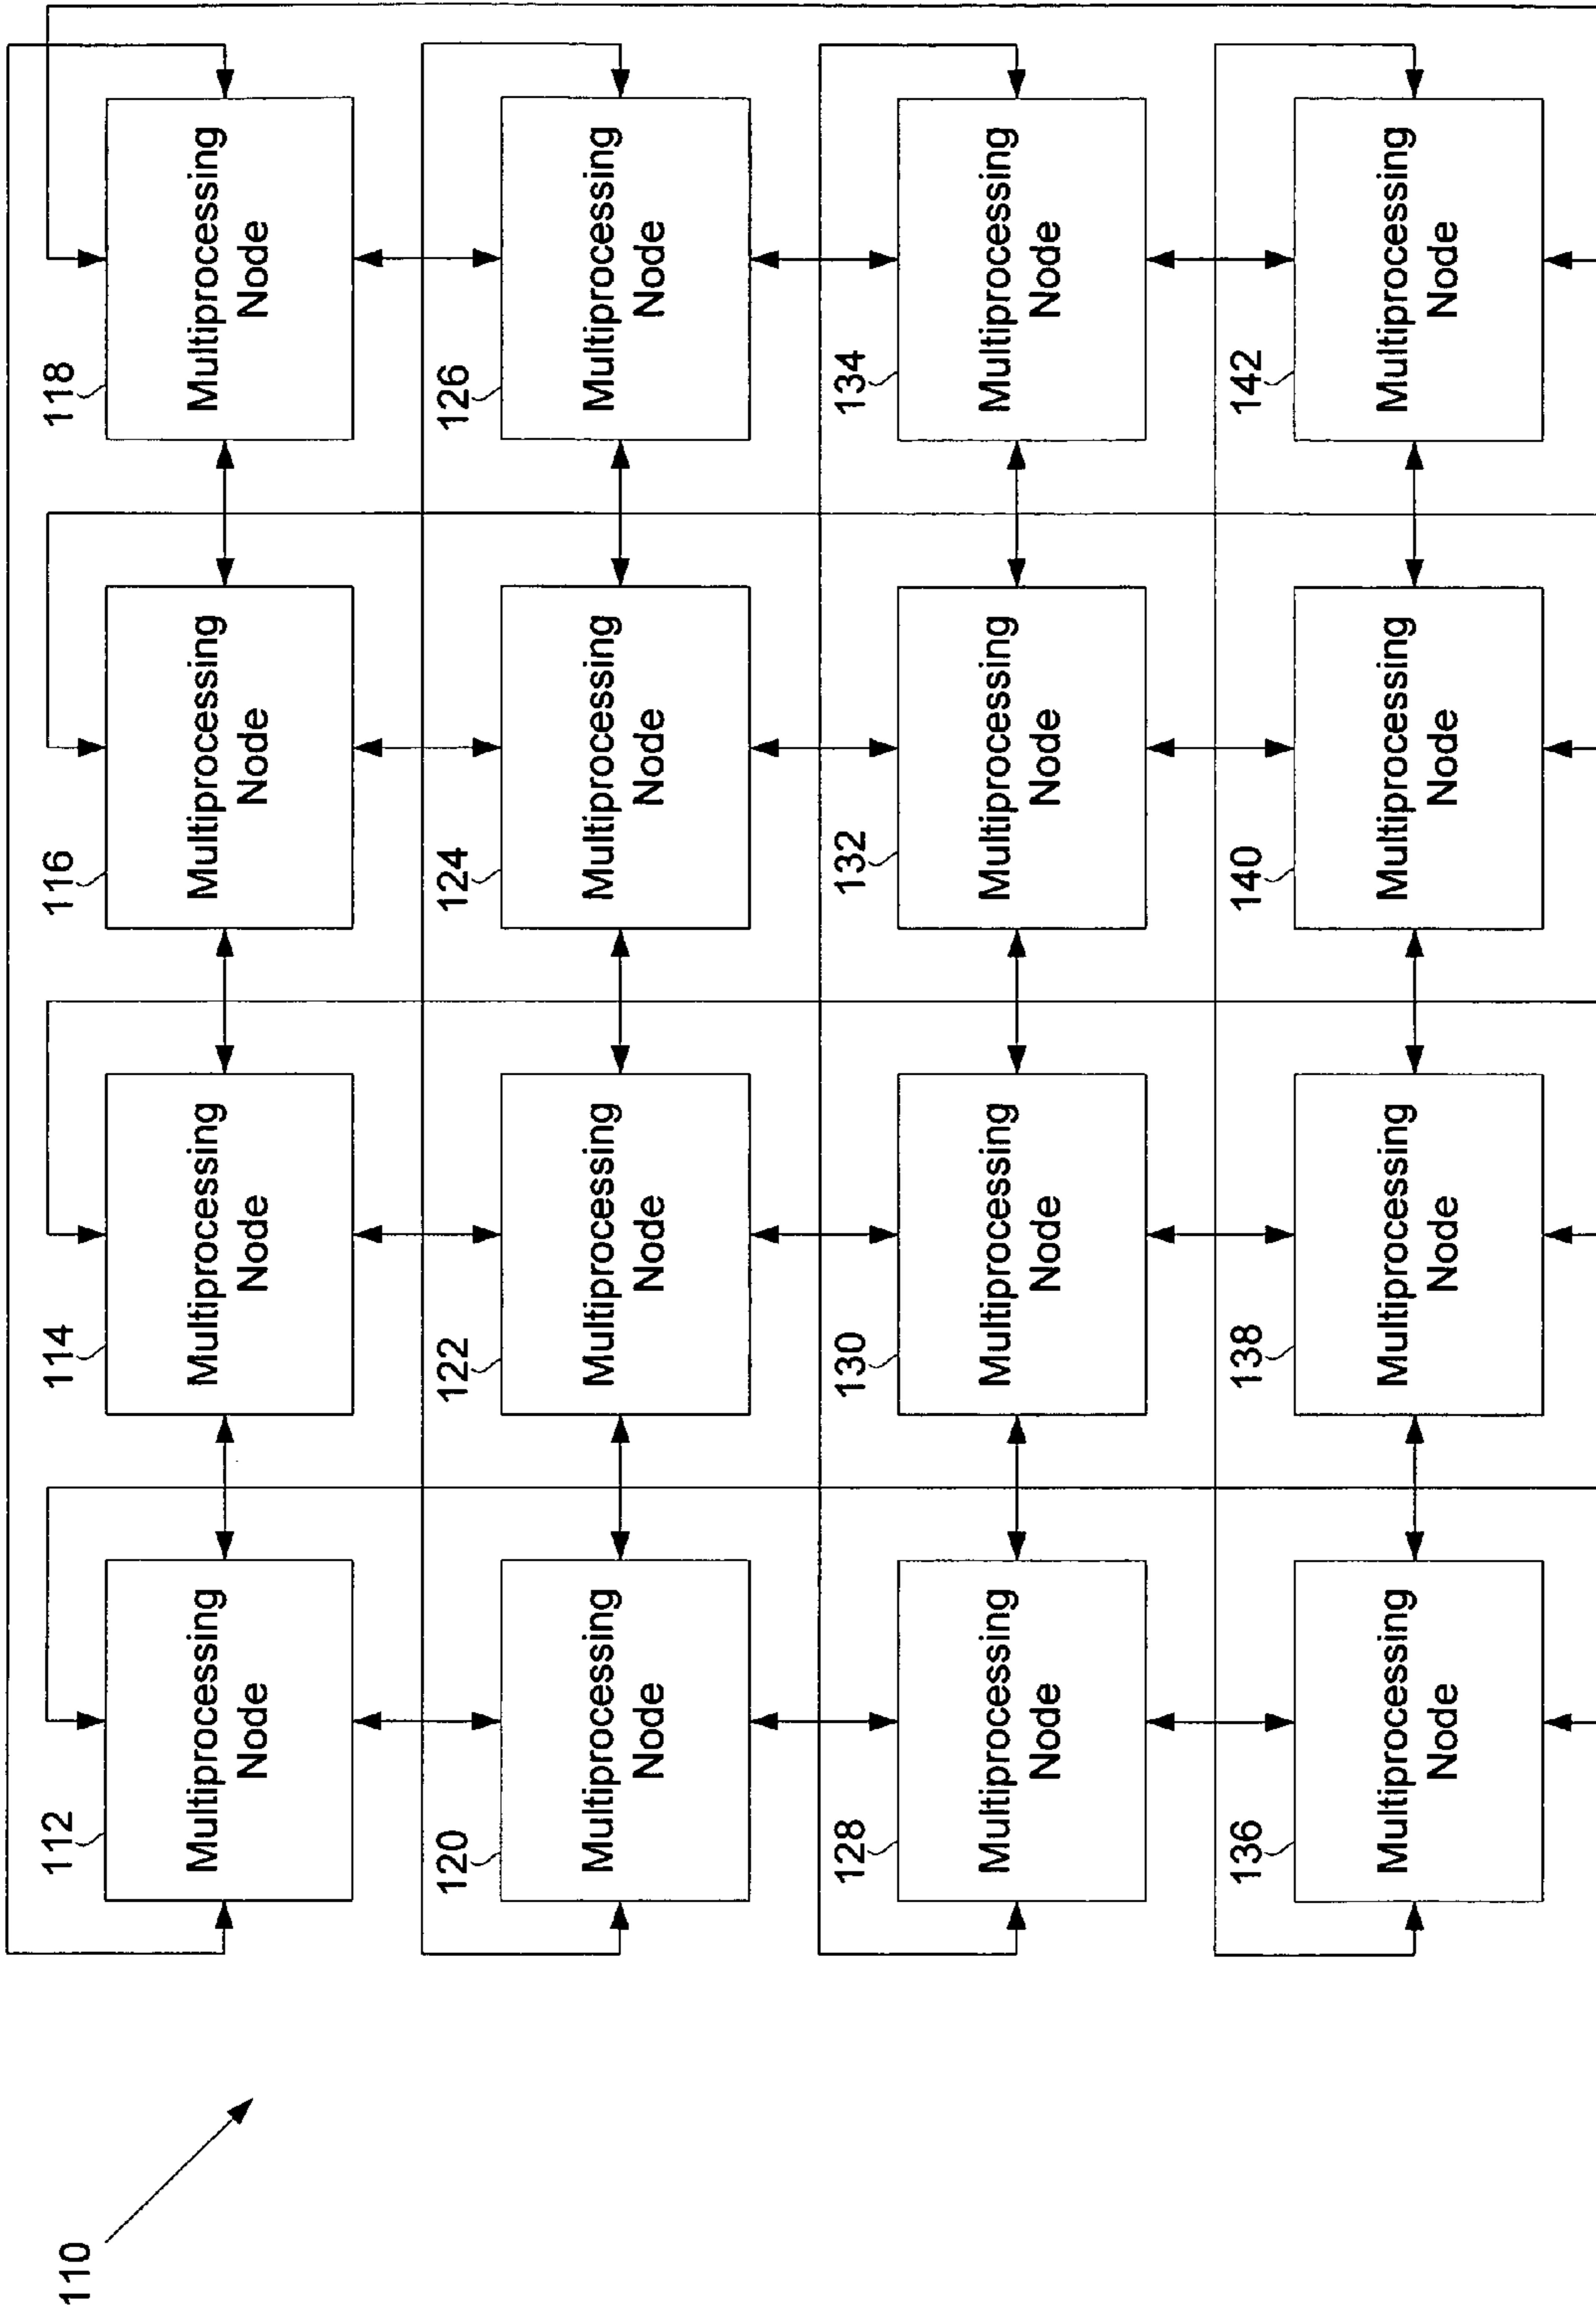 110
112
Multiprocessing
Node
114
Multiprocessing
Node
116
Multiprocessing
Node
118
Multiprocessing
Node
120
Multiprocessing
Node
122
Multiprocessing
Node
124
Multiprocessing
Node
126
Multiprocessing
Node
128
Multiprocessing
Node
130
Multiprocessing
Node
132
Multiprocessing
Node
134
Multiprocessing
Node
136
Multiprocessing
Node
138
Multiprocessing
Node
140
Multiprocessing
Node
142
Multiprocessing
Node